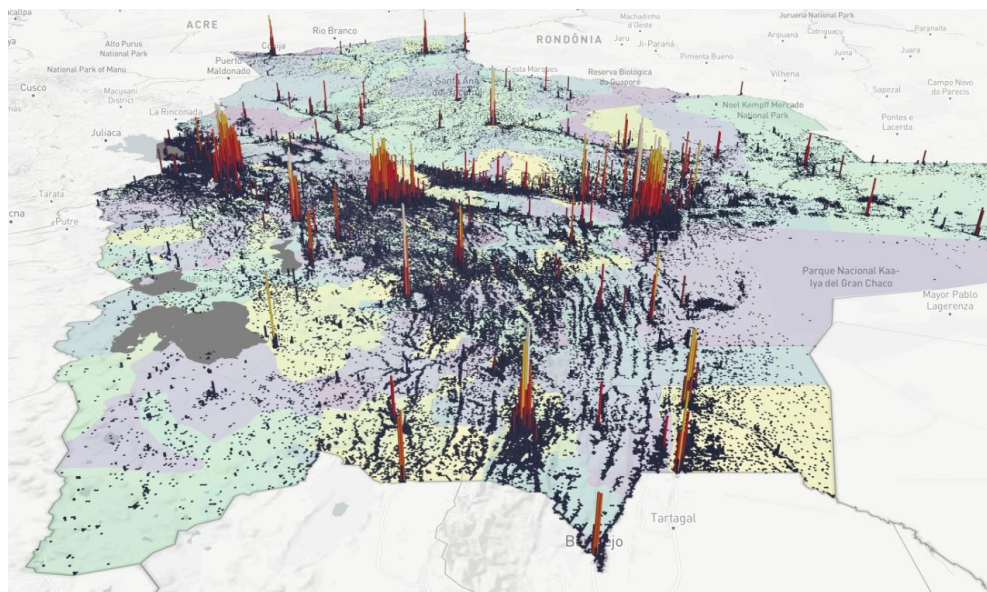 ACRE
Rio Branco
Machadinho
d'Oeste
Juruena National Park
Aripuanã
Cotriguaçu
Paranaíta
Alto Purus
National Park
RONDÔNIA
Jaru
Ji-Paraná
Juína
Juara
National Park of Manu
Puerto
Maldonado
Costa Marques
Pimenta Bueno
Cusco
Macusani
District
Reserva Biológica
do Guaporé
Vilhena
Sapezal
Campo Novo
do Parecis
La Rinconada
Noel Kempff Mercado
National Park
Pontes e
Lacerda
Juliaca
Tarata
Putre
Parque Nacional Kaa-
Iya del Gran Chaco
Mayor Pablo
Lagerenza
Tartagal